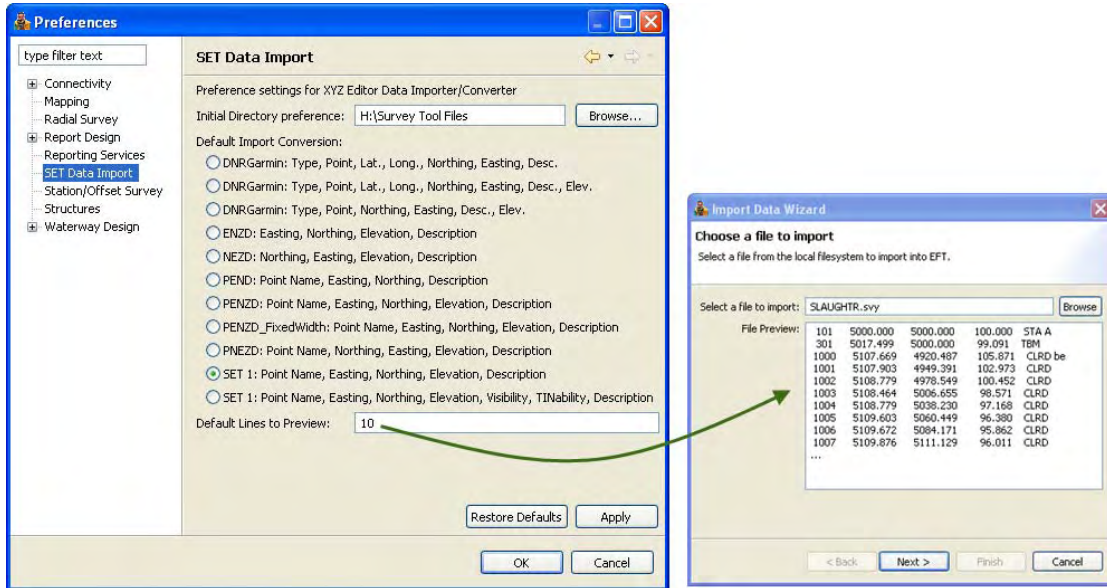 Preferences
type filter text
Connectivity
Mapping
Radial Survey
Report Design
Reporting Services
SET Data Import
Station/Offset Survey
Structures
Waterway Design
SET Data Import
Preference settings for XYZ Editor Data Importer/Converter
Initial Directory preference: H:\Survey Tool Files Browse...
Default Import Conversion:
DNRGarmin: Type, Point, Lat., Long., Northing, Easting, Desc.
DNRGarmin: Type, Point, Lat., Long., Northing, Easting, Desc., Elev.
DNRGarmin: Type, Point, Northing, Easting, Desc., Elev.
ENZD: Easting, Northing, Elevation, Description
NEZD: Northing, Easting, Elevation, Description
PEND: Point Name, Easting, Northing, Description
PENZD: Point Name, Easting, Northing, Elevation, Description
PENZD_FixedWidth: Point Name, Easting, Northing, Elevation, Description
PNEZD: Point Name, Northing, Easting, Elevation, Description
SET 1: Point Name, Easting, Northing, Elevation, Description
SET 1: Point Name, Easting, Northing, Elevation, Visibility, TINability, Description
Default Lines to Preview: 10
Restore Defaults Apply
OK Cancel
Import Data Wizard
Choose a file to import
Select a file from the local filesystem to import into EFT.
Select a file to import: SLAUGHTR.svy Browse
File Preview:
101 5000.000 5000.000 100.000 STA A
301 5017.499 5000.000 99.091 TBM
1000 5107.669 4920.487 105.871 CLRD be
1001 5107.903 4949.391 102.973 CLRD
1002 5108.779 4978.549 100.452 CLRD
1003 5108.464 5006.655 98.571 CLRD
1004 5108.779 5038.230 97.168 CLRD
1005 5109.603 5060.449 96.380 CLRD
1006 5109.672 5084.171 95.862 CLRD
1007 5109.876 5111.129 96.011 CLRD
...
< Back Next > Finish Cancel